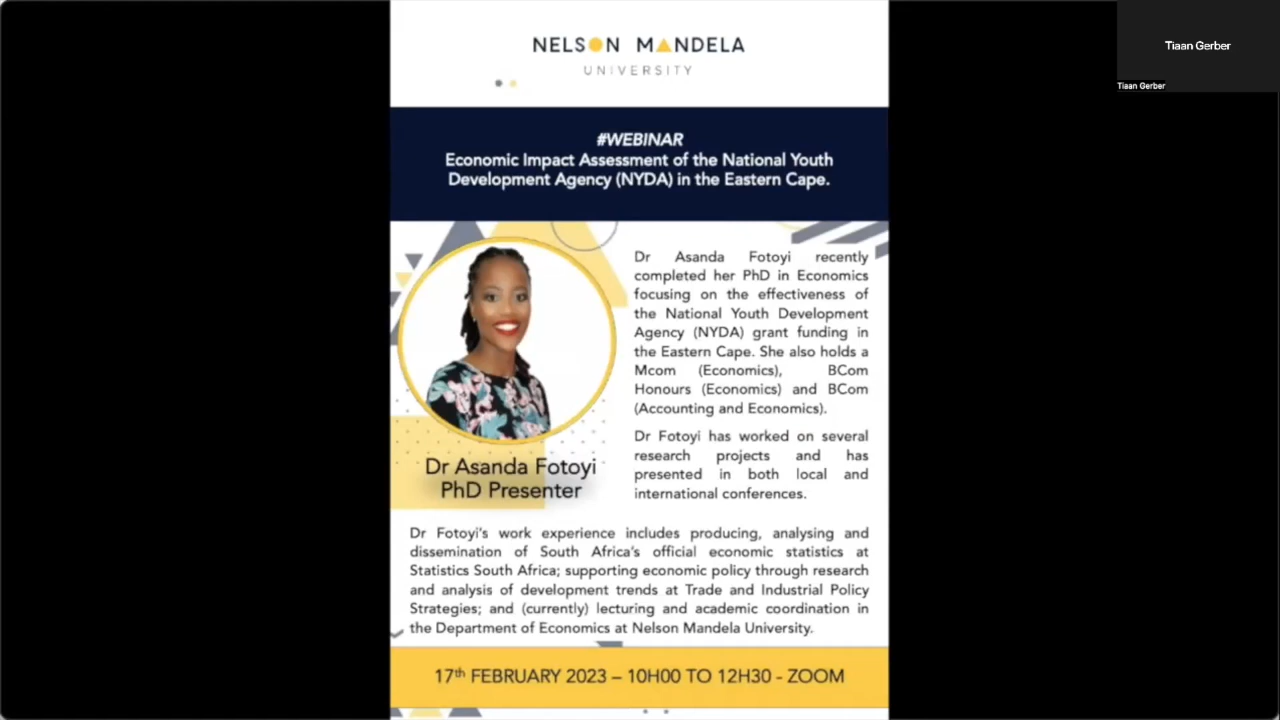 NELSON MANDELA
UNIVERSITY
#WEBINAR
Economic Impact Assessment of the National Youth
Development Agency (NYDA) in the Eastern Cape.
Dr Asanda Fotoyi recently
completed her PhD in Economics
focusing on the effectiveness of
the National Youth Development
Agency (NYDA) grant funding in
the Eastern Cape. She also holds a
Mcom (Economics), BCom
Honours (Economics) and BCom
(Accounting and Economics).
Dr Fotoyi has worked on several
research projects and has
presented in both local and
international conferences.
Dr Asanda Fotoyi
PhD Presenter
Dr Fotoyi's work experience includes producing, analysing and
dissemination of South Africa's official economic statistics at
Statistics South Africa; supporting economic policy through research
and analysis of development trends at Trade and Industrial Policy
Strategies; and (currently) lecturing and academic coordination in
the Department of Economics at Nelson Mandela University.
17th FEBRUARY 2023 – 10H00 TO 12H30 - ZOOM
Tiaan Gerber
Tiaan Gerber